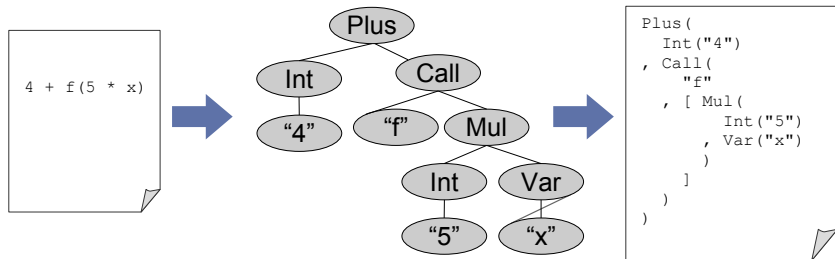 4 + f(5 * x)
Plus
Int Call
“4” “f” Mul
Int Var
“5” “x”
Plus(
Int("4")
, Call(
"f"
, [ Mul(
Int("5")
, Var("x")
)
]
)
)